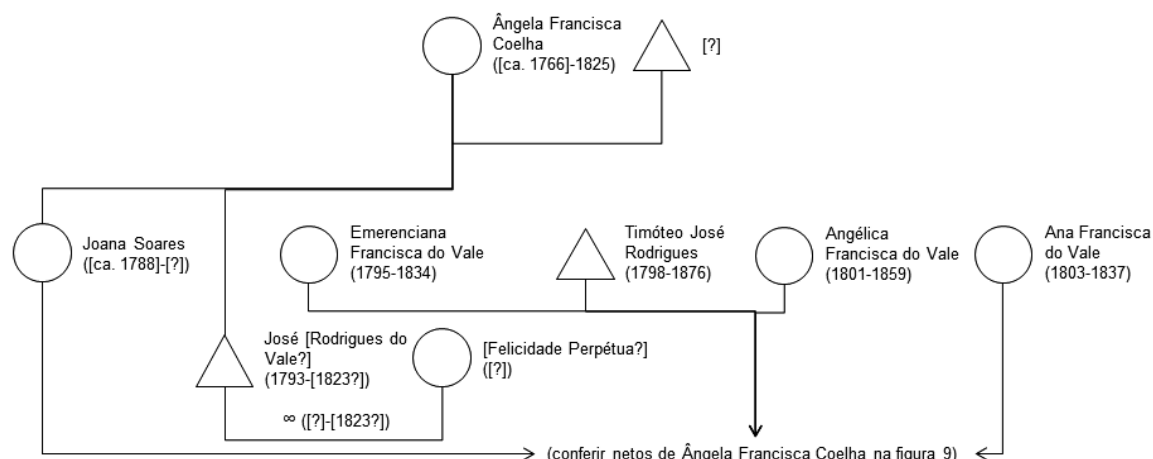 Ângela Francisca
Coelha
([ca. 1766]-1825)
[?]
Joana Soares
([ca. 1788]-[?])
Emerenciana
Francisca do Vale
(1795-1834)
Timóteo José
Rodrigues
(1798-1876)
Angélica
Francisca do Vale
(1801-1859)
Ana Francisca
do Vale
(1803-1837)
José [Rodrigues do
Vale?]
(1793-[1823?])
[Felicidade Perpétua?]
([?])
∞ ([?]-[1823?])
(conferir netos de Ângela Francisca Coelha na figura 9)